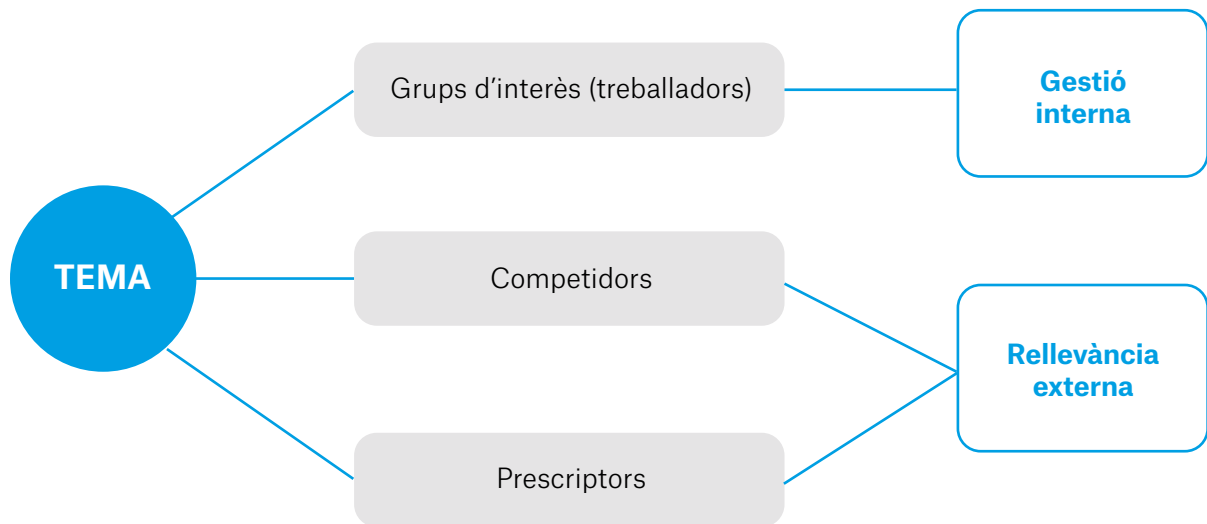 Grups d’interès (treballadors)
Gestió
interna
TEMA
Competidors
Rellevància
externa
Prescriptors